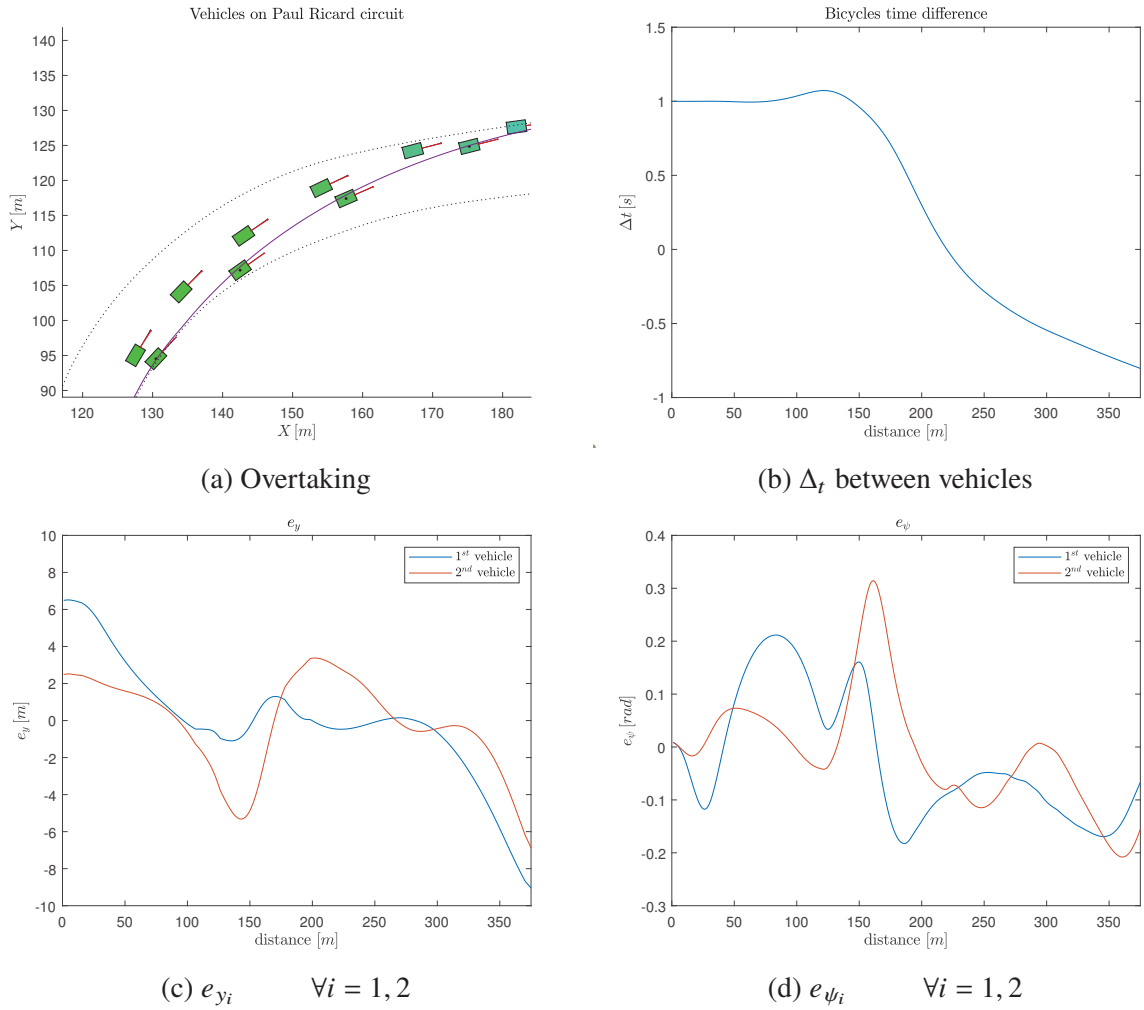 Vehicles on Paul Ricard circuit
140
135
130
125
120
115
110
105
100
95
90
Y [m]
120 130 140 150 160 170 180
X [m]
(a) Overtaking
Bicycles time difference
1.5
1
0.5
0
-0.5
-1
Δt [s]
0 50 100 150 200 250 300 350
distance [m]
(b) Δt between vehicles
e_y
10
8
6
4
2
0
-2
-4
-6
-8
-10
e_y [m]
1st vehicle
2nd vehicle
0 50 100 150 200 250 300 350
distance [m]
(c) e_{y_i} ∀i = 1, 2
e_ψ
0.4
0.3
0.2
0.1
0
-0.1
-0.2
-0.3
e_ψ [rad]
1st vehicle
2nd vehicle
0 50 100 150 200 250 300 350
distance [m]
(d) e_{ψ_i} ∀i = 1, 2